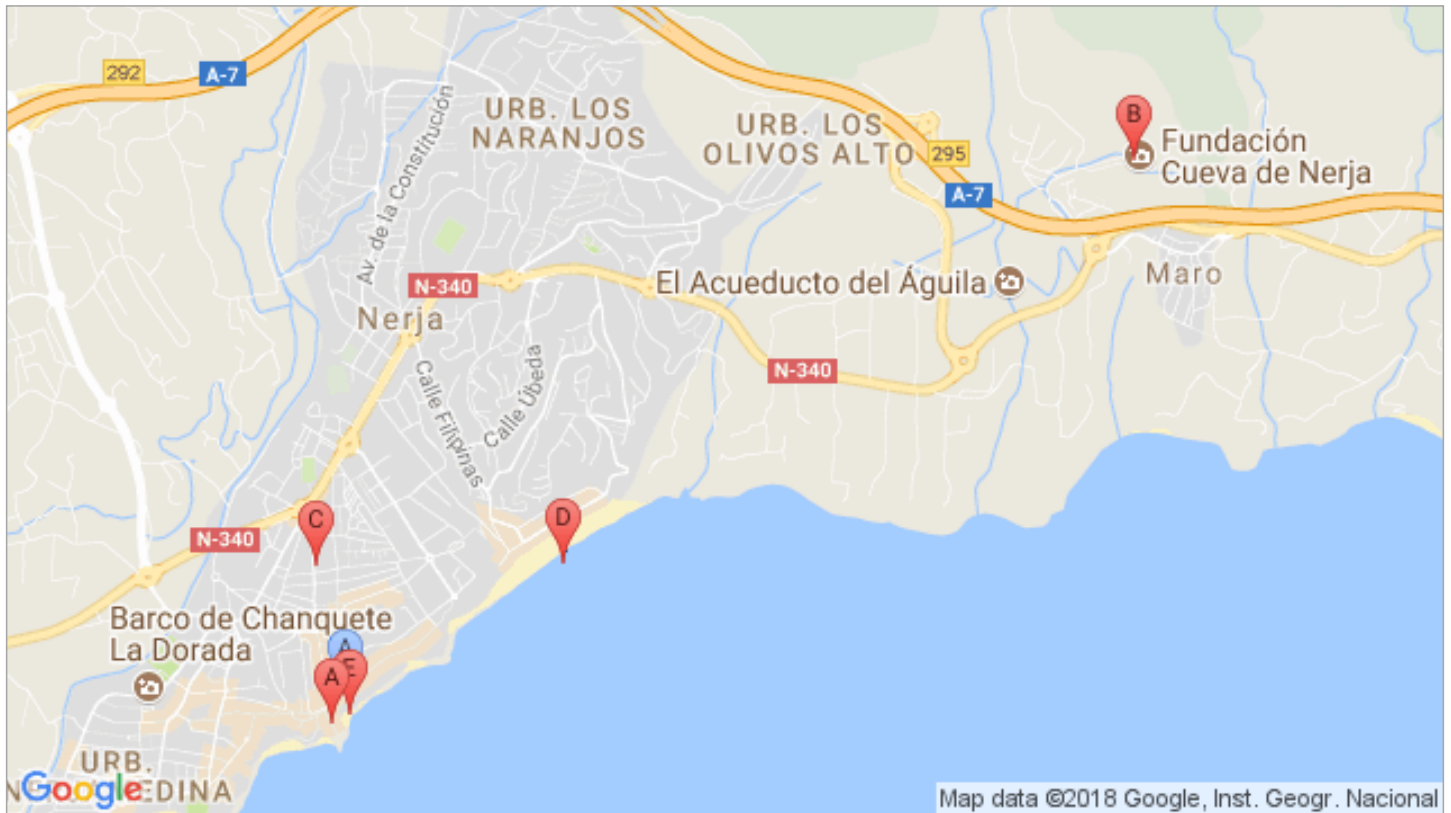 292
A-7
Av. de la Constitución
URB. LOS
NARANJOS
URB. LOS
OLIVOS ALTO
295
A-7
B
Fundación
Cueva de Nerja
N-340
Nerja
El Acueducto del Águila
Maro
Calle Filipinas
Calle Úbeda
N-340
C
D
N-340
Barco de Chanquete
La Dorada
A
A
E
URB.
Google
EDINA
Map data ©2018 Google, Inst. Geogr. Nacional